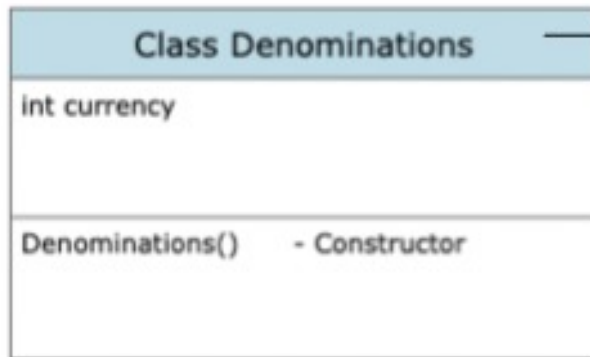 Class Denominations
int currency
Denominations() - Constructor